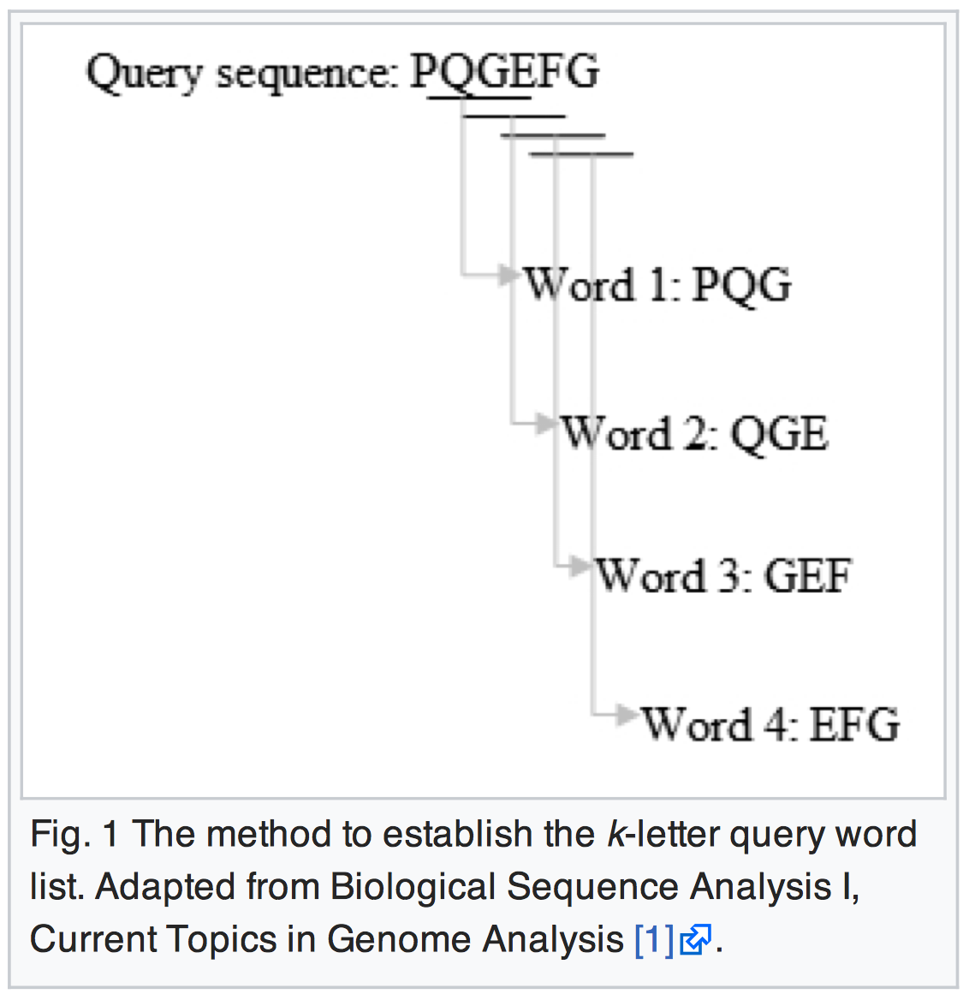 Query sequence: PQGEFG
Word 1: PQG
Word 2: QGE
Word 3: GEF
Word 4: EFG
Fig. 1 The method to establish the k-letter query word
list. Adapted from Biological Sequence Analysis I,
Current Topics in Genome Analysis [1].